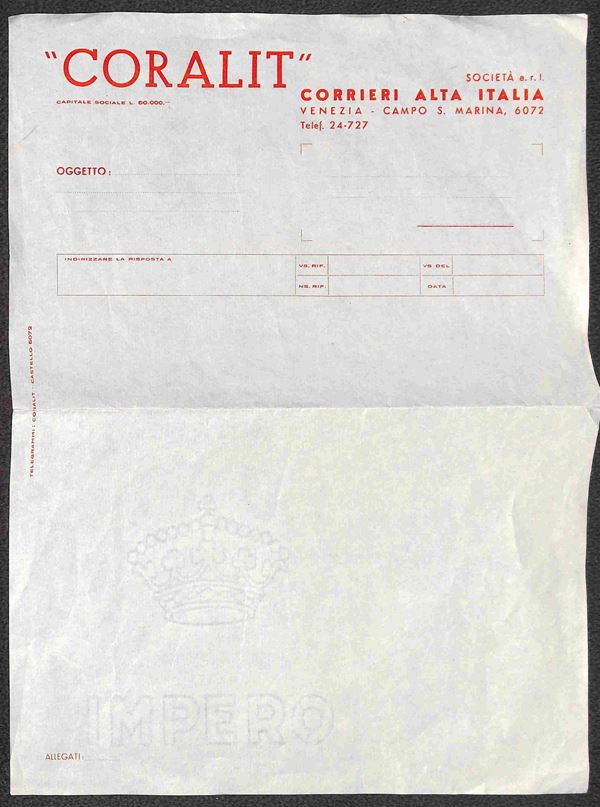 "CORALIT"
CAPITALE SOCIALE L. 60.000,-
SOCIETÀ a. r. l.
CORRIERI ALTA ITALIA
VENEZIA - CAMPO S. MARINA, 6072
Telef. 24-727
OGGETTO:
INDIRIZZARE LA RISPOSTA A
VS. RIF.
VS DEL
NS. RIF.
DATA
TELEGRAMMI: CORALIT - CASTELLO 6072
IMPERO
ALLEGATI: